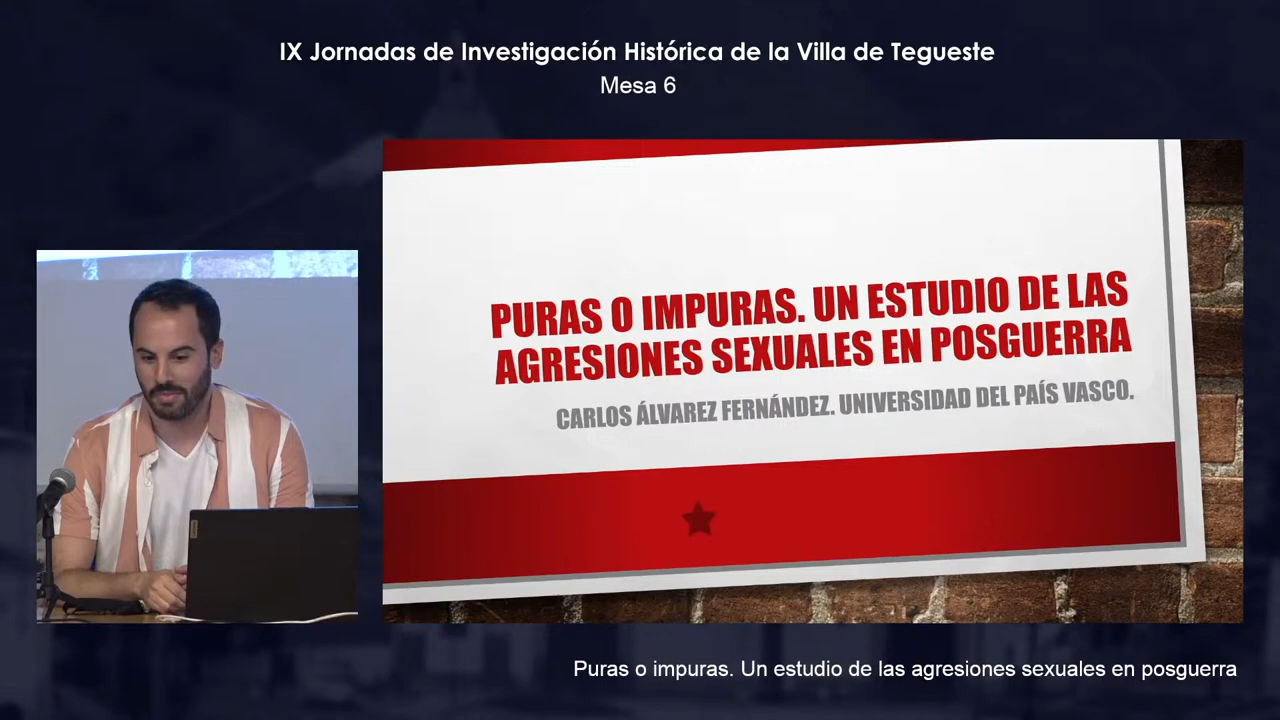 IX Jornadas de Investigación Histórica de la Villa de Tegueste
Mesa 6
PURAS O IMPURAS. UN ESTUDIO DE LAS
AGRESIONES SEXUALES EN POSGUERRA
CARLOS ÁLVAREZ FERNÁNDEZ. UNIVERSIDAD DEL PAÍS VASCO.
Puras o impuras. Un estudio de las agresiones sexuales en posguerra